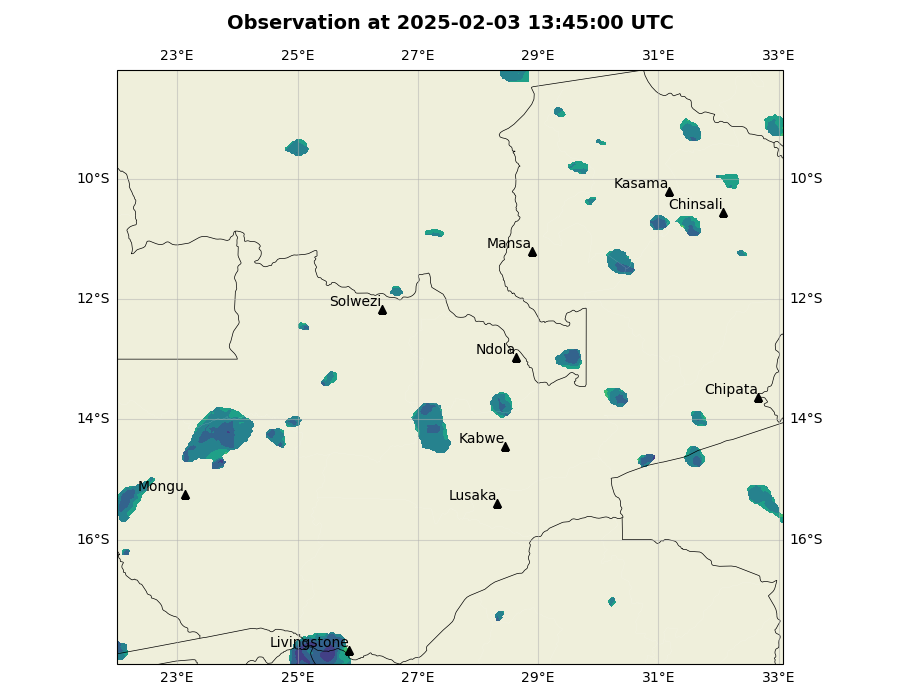 Observation at 2025-02-03 13:45:00 UTC
23°E 25°E 27°E 29°E 31°E 33°E
10°S 10°S
Kasama
Chinsali
Mansa
12°S 12°S
Solwezi
Ndola
Chipata
14°S 14°S
Kabwe
Mongu
Lusaka
16°S 16°S
Livingstone
23°E 25°E 27°E 29°E 31°E 33°E